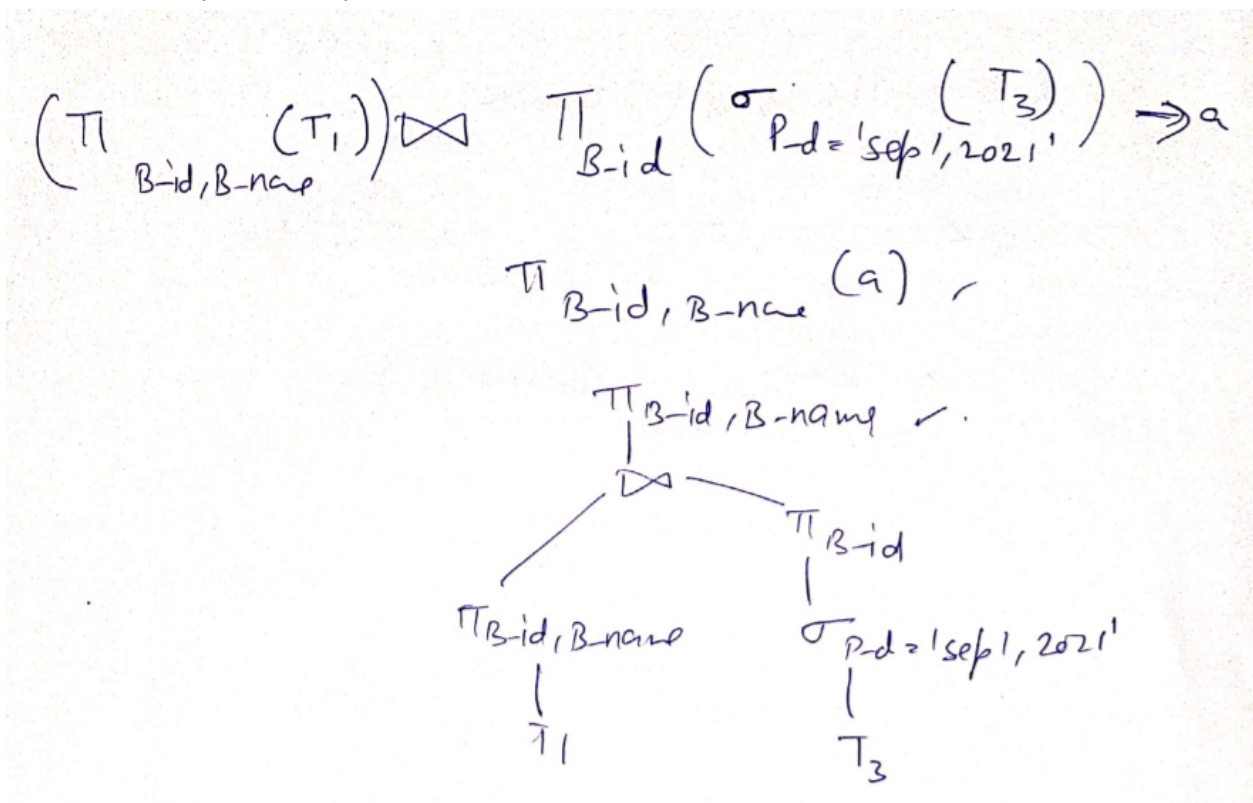 (Π B-id, B-name (T1)) ⋈ Π B-id (σ P-d = 'sep 1, 2021' (T3)) ⇒ a
Π B-id, B-name (a) ✓
Π B-id, B-name ✓.
⋈
Π B-id
Π B-id, B-name σ P-d = 'sep 1, 2021'
T1 T3